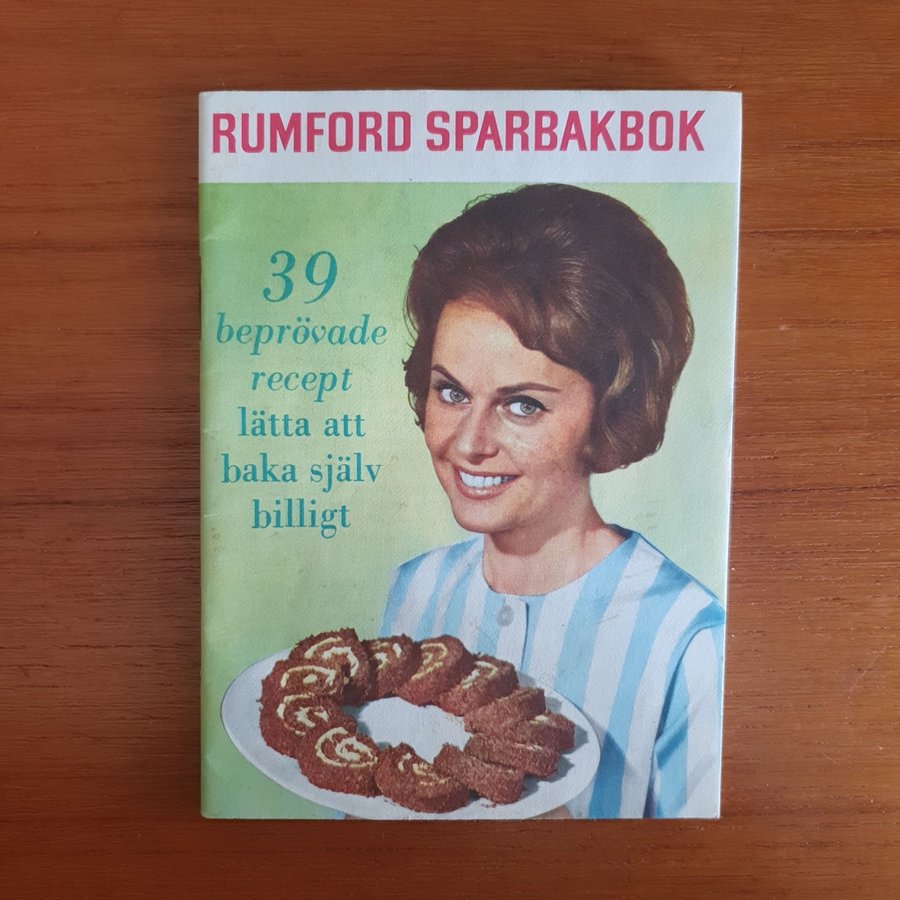 RUMFORD SPARBAKBOK
39
beprövade
recept
lätta att
baka själv
billigt